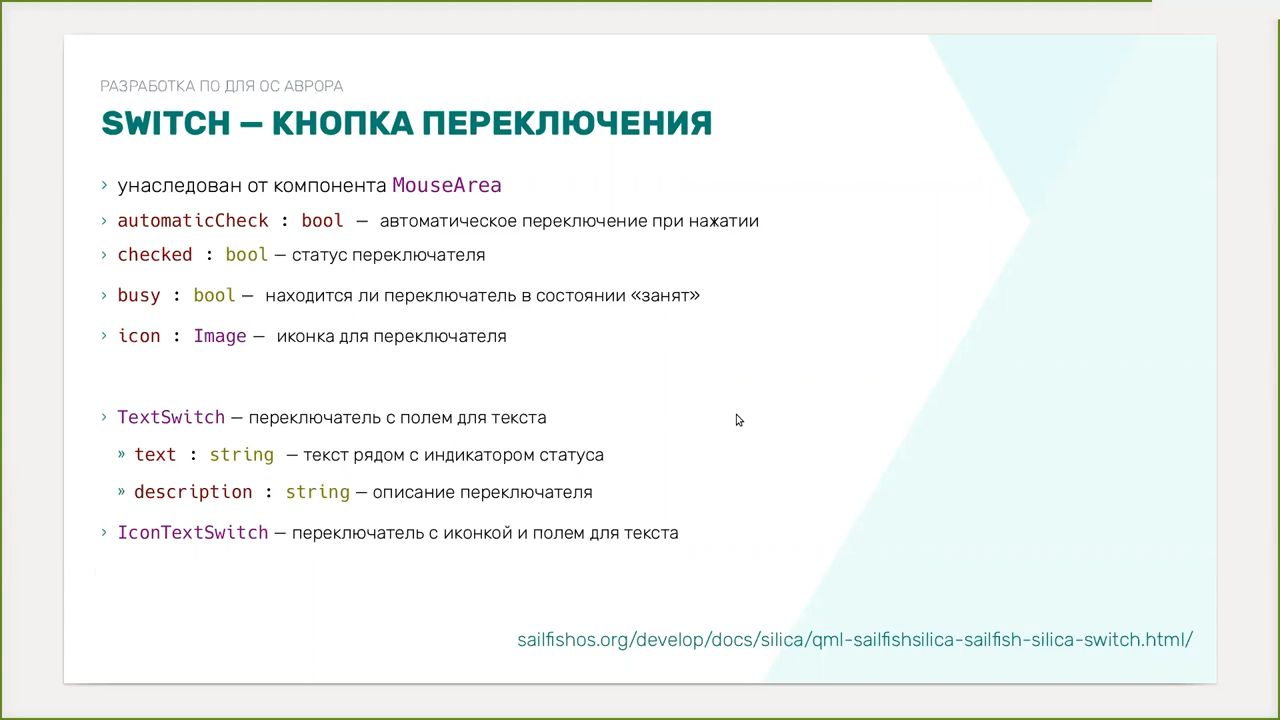 РАЗРАБОТКА ПО ДЛЯ ОС АВРОРА
SWITCH — КНОПКА ПЕРЕКЛЮЧЕНИЯ
› унаследован от компонента MouseArea
› automaticCheck : bool — автоматическое переключение при нажатии
› checked : bool — статус переключателя
› busy : bool — находится ли переключатель в состоянии «занят»
› icon : Image — иконка для переключателя
› TextSwitch — переключатель с полем для текста
» text : string — текст рядом с индикатором статуса
» description : string — описание переключателя
› IconTextSwitch — переключатель с иконкой и полем для текста
sailfishos.org/develop/docs/silica/qml-sailfishsilica-sailfish-silica-switch.html/